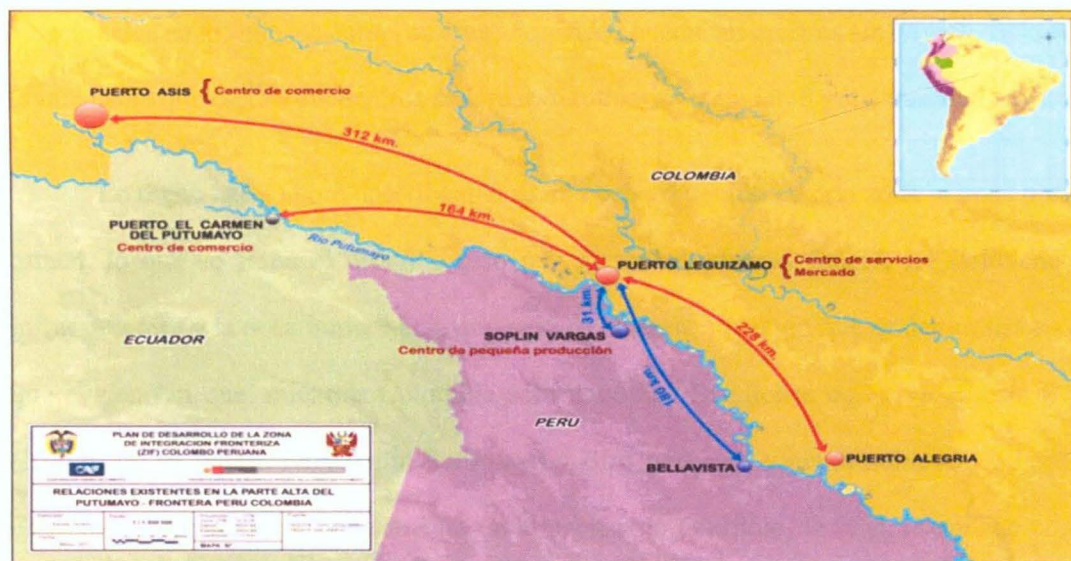 PUERTO ASIS { Centro de comercio
312 km.
COLOMBIA
164 km.
PUERTO EL CARMEN
DEL PUTUMAYO
Centro de comercio
Rio Putumayo
PUERTO LEGUIZAMO { Centro de servicios
Mercado
31 km.
ECUADOR
SOPLIN VARGAS
Centro de pequeña producción
228 km.
180 km.
PERU
BELLAVISTA
PUERTO ALEGRIA
PLAN DE DESARROLLO DE LA ZONA
DE INTEGRACION FRONTERIZA
(ZIF) COLOMBO PERUANA
CAF
RELACIONES EXISTENTES EN LA PARTE ALTA DEL
PUTUMAYO - FRONTERA PERU COLOMBIA